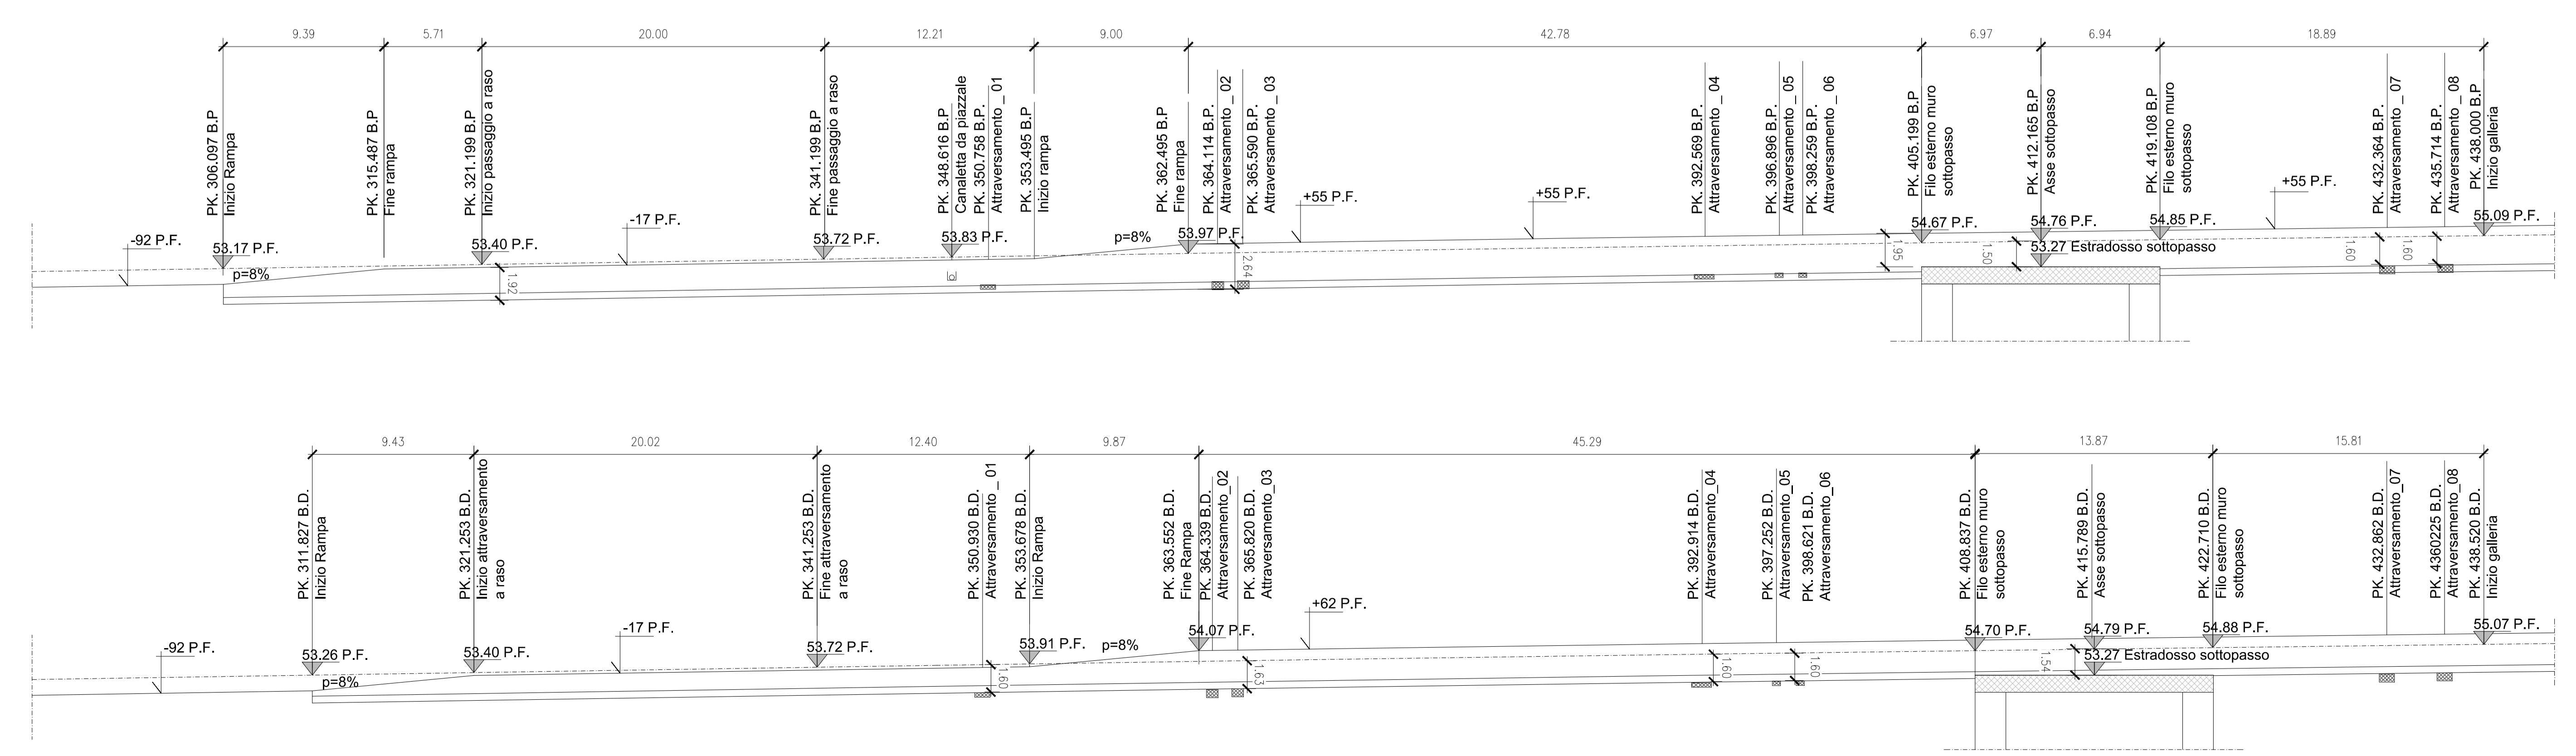 9.39
5.71
20.00
12.21
9.00
42.78
6.97
6.94
18.89
PK. 306.097 B.P
Inizio Rampa
PK. 315.487 B.P
Fine rampa
PK. 321.199 B.P
Inizio passaggio a raso
PK. 341.199 B.P
Fine passaggio a raso
PK. 348.616 B.P
Canaletta da piazzale
PK. 350.758 B.P.
Attraversamento _ 01
PK. 353.495 B.P
Inizio rampa
PK. 362.495 B.P
Fine rampa
PK. 364.114 B.P.
Attraversamento _ 02
PK. 365.590 B.P.
Attraversamento _ 03
PK. 392.569 B.P.
Attraversamento _ 04
PK. 396.896 B.P.
Attraversamento _ 05
PK. 398.259 B.P.
Attraversamento _ 06
PK. 405.199 B.P
Filo esterno muro
sottopasso
PK. 412.165 B.P
Asse sottopasso
PK. 419.108 B.P
Filo esterno muro
sottopasso
PK. 432.364 B.P.
Attraversamento _ 07
PK. 435.714 B.P.
Attraversamento _ 08
PK. 438.000 B.P
Inizio galleria
-92 P.F.
53.17 P.F.
p=8%
53.40 P.F.
1.92
-17 P.F.
53.72 P.F.
53.83 P.F.
p=8%
53.97 P.F.
2.64
+55 P.F.
+55 P.F.
1.95
54.67 P.F.
1.50
54.76 P.F.
53.27 Estradosso sottopasso
54.85 P.F.
+55 P.F.
1.60
1.60
55.09 P.F.
9.43
20.02
12.40
9.87
45.29
13.87
15.81
PK. 311.827 B.D.
Inizio Rampa
PK. 321.253 B.D.
Inizio attraversamento
a raso
PK. 341.253 B.D.
Fine attraversamento
a raso
PK. 350.930 B.D.
Attraversamento _ 01
PK. 353.678 B.D.
Inizio Rampa
PK. 363.552 B.D.
Fine Rampa
PK. 364.339 B.D.
Attraversamento_02
PK. 365.820 B.D.
Attraversamento_03
PK. 392.914 B.D.
Attraversamento_04
PK. 397.252 B.D.
Attraversamento_05
PK. 398.621 B.D.
Attraversamento_06
PK. 408.837 B.D.
Filo esterno muro
sottopasso
PK. 415.789 B.D.
Asse sottopasso
PK. 422.710 B.D.
Filo esterno muro
sottopasso
PK. 432.862 B.D.
Attraversamento_07
PK. 4360225 B.D.
Attraversamento_08
PK. 438.520 B.D.
Inizio galleria
-92 P.F.
53.26 P.F.
p=8%
53.40 P.F.
-17 P.F.
53.72 P.F.
1.60
53.91 P.F.
p=8%
54.07 P.F.
1.63
+62 P.F.
1.60
1.60
54.70 P.F.
1.54
54.79 P.F.
53.27 Estradosso sottopasso
54.88 P.F.
55.07 P.F.